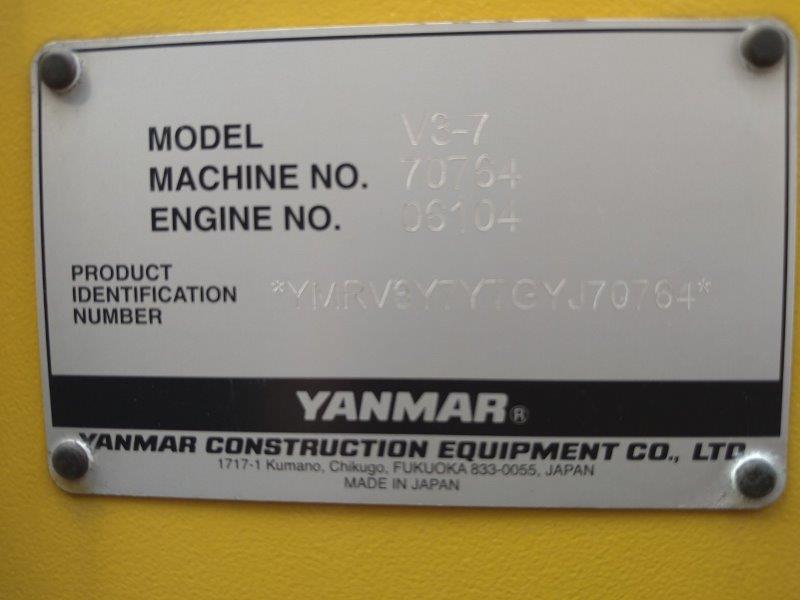 MODEL V3-7
MACHINE NO. 70764
ENGINE NO. 06104
PRODUCT
IDENTIFICATION
NUMBER
*YMRV3Y7YTGYJ70764*
YANMAR®
YANMAR CONSTRUCTION EQUIPMENT CO., LTD.
1717-1 Kumano, Chikugo, FUKUOKA 833-0055, JAPAN
MADE IN JAPAN